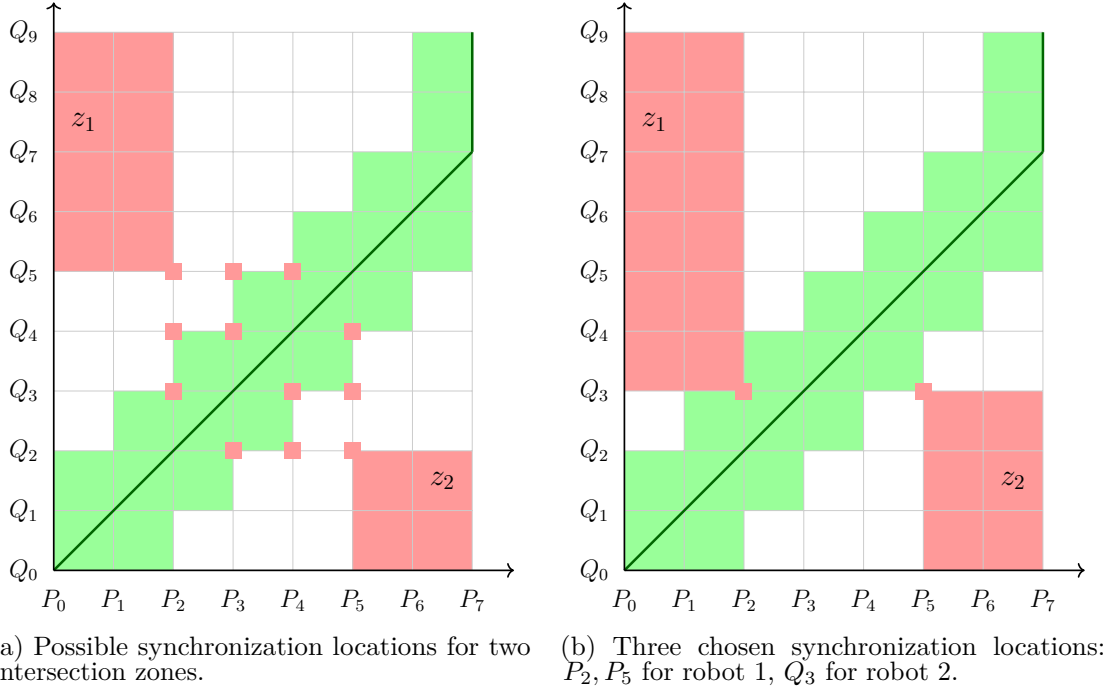 Q9
Q8
Q7
Q6
Q5
Q4
Q3
Q2
Q1
Q0
z1
z2
P0 P1 P2 P3 P4 P5 P6 P7
a) Possible synchronization locations for two
ntersection zones.
Q9
Q8
Q7
Q6
Q5
Q4
Q3
Q2
Q1
Q0
z1
z2
P0 P1 P2 P3 P4 P5 P6 P7
(b) Three chosen synchronization locations:
P2, P5 for robot 1, Q3 for robot 2.